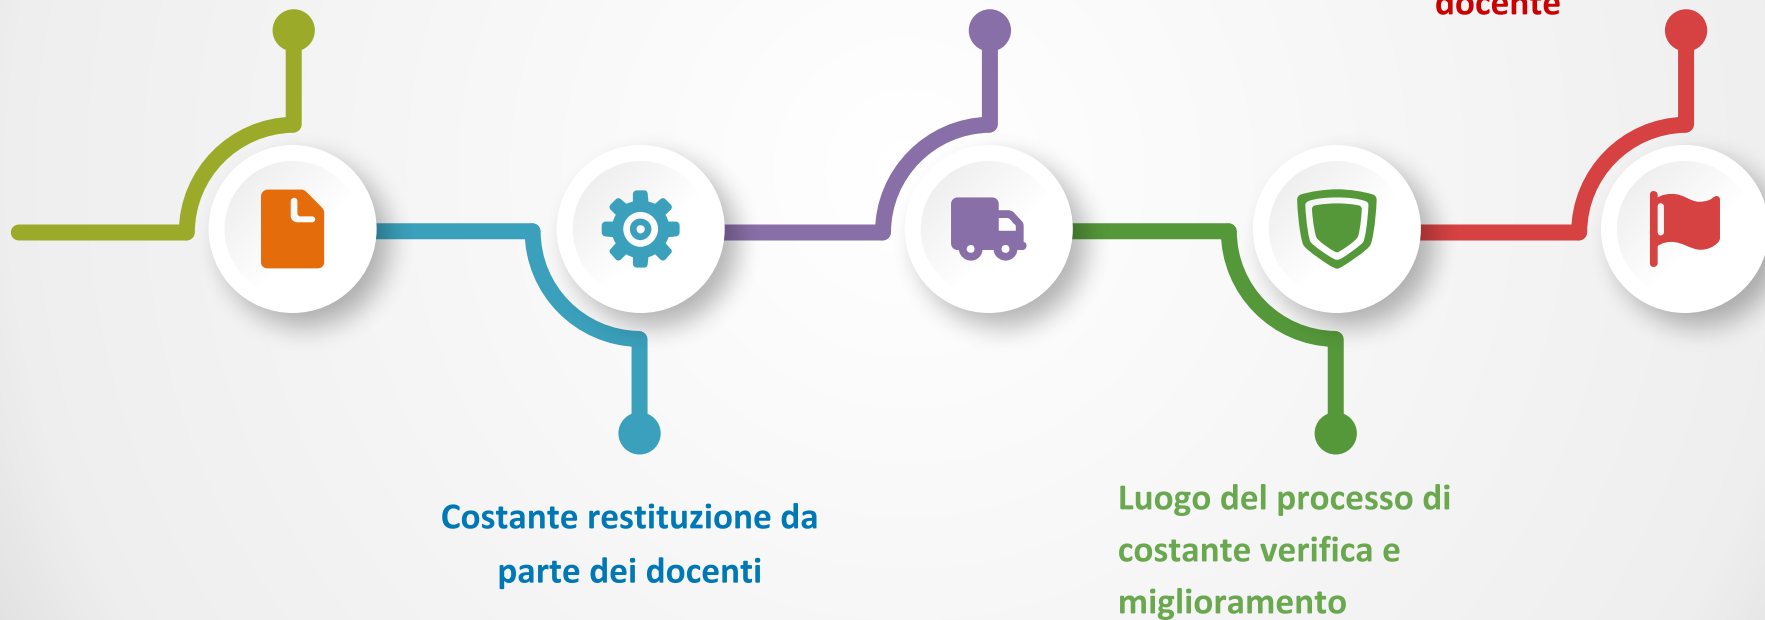 docente
Costante restituzione da
parte dei docenti
Luogo del processo di
costante verifica e
miglioramento